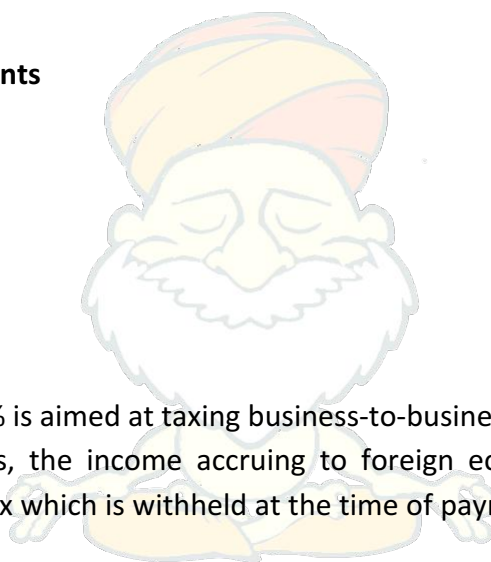 nts
% is aimed at taxing business-to-busine
s, the income accruing to foreign ec
x which is withheld at the time of payr